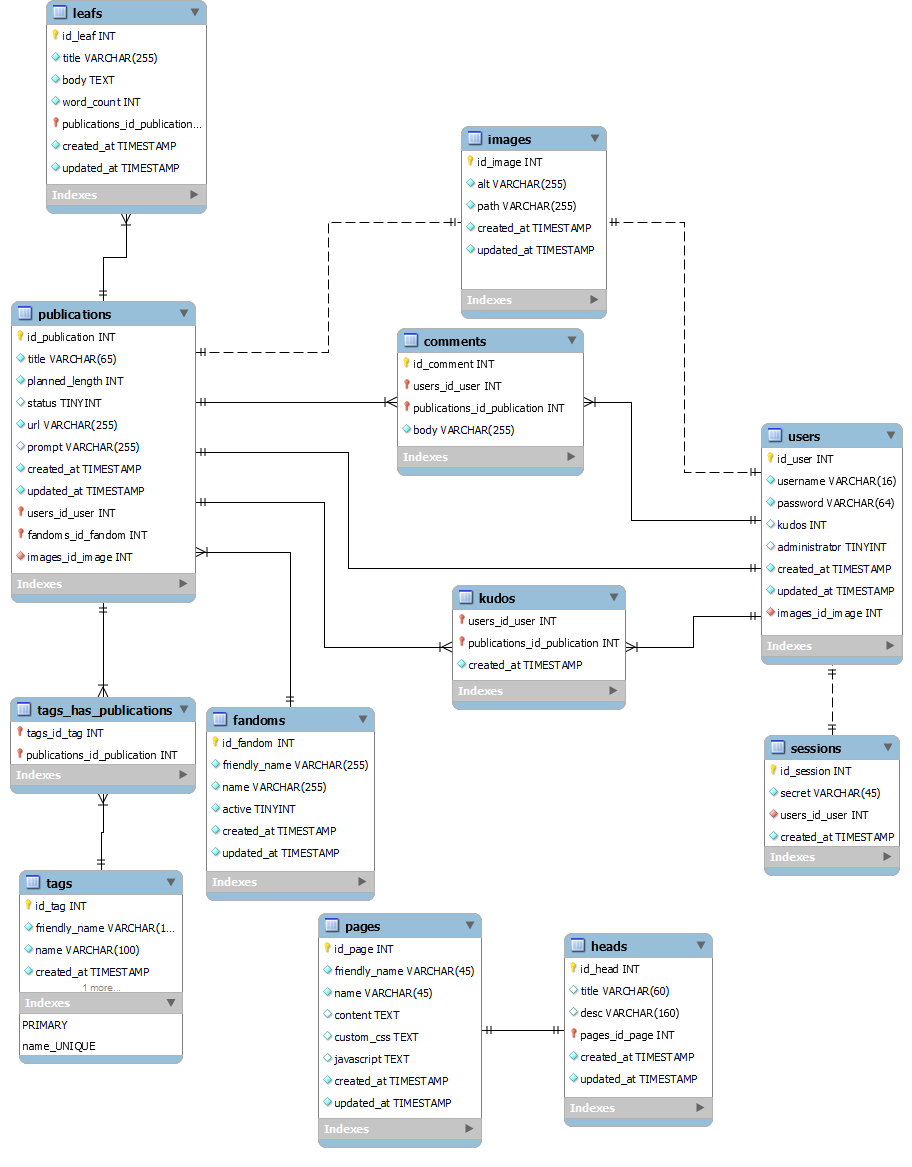 leafs
id_leaf INT
title VARCHAR(255)
body TEXT
word_count INT
publications_id_publication...
created_at TIMESTAMP
updated_at TIMESTAMP
Indexes
images
id_image INT
alt VARCHAR(255)
path VARCHAR(255)
created_at TIMESTAMP
updated_at TIMESTAMP
Indexes
publications
id_publication INT
title VARCHAR(65)
planned_length INT
status TINYINT
url VARCHAR(255)
prompt VARCHAR(255)
created_at TIMESTAMP
updated_at TIMESTAMP
users_id_user INT
fandoms_id_fandom INT
images_id_image INT
Indexes
comments
id_comment INT
users_id_user INT
publications_id_publication INT
body VARCHAR(255)
Indexes
users
id_user INT
username VARCHAR(16)
password VARCHAR(64)
kudos INT
administrator TINYINT
created_at TIMESTAMP
updated_at TIMESTAMP
images_id_image INT
Indexes
kudos
users_id_user INT
publications_id_publication INT
created_at TIMESTAMP
Indexes
tags_has_publications
tags_id_tag INT
publications_id_publication INT
Indexes
fandoms
id_fandom INT
friendly_name VARCHAR(255)
name VARCHAR(255)
active TINYINT
created_at TIMESTAMP
updated_at TIMESTAMP
Indexes
sessions
id_session INT
secret VARCHAR(45)
users_id_user INT
created_at TIMESTAMP
Indexes
tags
id_tag INT
friendly_name VARCHAR(1...
name VARCHAR(100)
created_at TIMESTAMP
1 more...
Indexes
PRIMARY
name_UNIQUE
pages
id_page INT
friendly_name VARCHAR(45)
name VARCHAR(45)
content TEXT
custom_css TEXT
javascript TEXT
created_at TIMESTAMP
updated_at TIMESTAMP
Indexes
heads
id_head INT
title VARCHAR(60)
desc VARCHAR(160)
pages_id_page INT
created_at TIMESTAMP
updated_at TIMESTAMP
Indexes